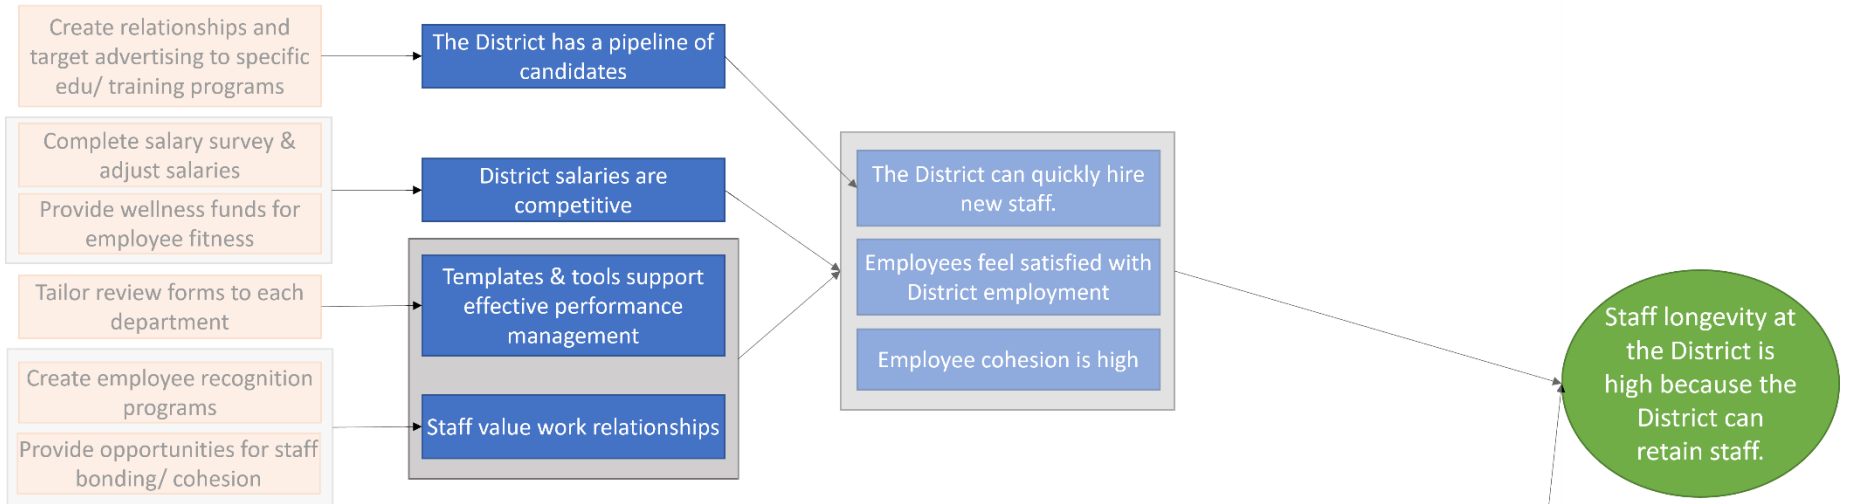 Create relationships and
target advertising to specific
edu/ training programs
Complete salary survey &
adjust salaries
Provide wellness funds for
employee fitness
Tailor review forms to each
department
Create employee recognition
programs
Provide opportunities for staff
bonding/ cohesion
The District has a pipeline of
candidates
District salaries are
competitive
Templates & tools support
effective performance
management
Staff value work relationships
The District can quickly hire
new staff.
Employees feel satisfied with
District employment
Employee cohesion is high
Staff longevity at
the District is
high because the
District can
retain staff.